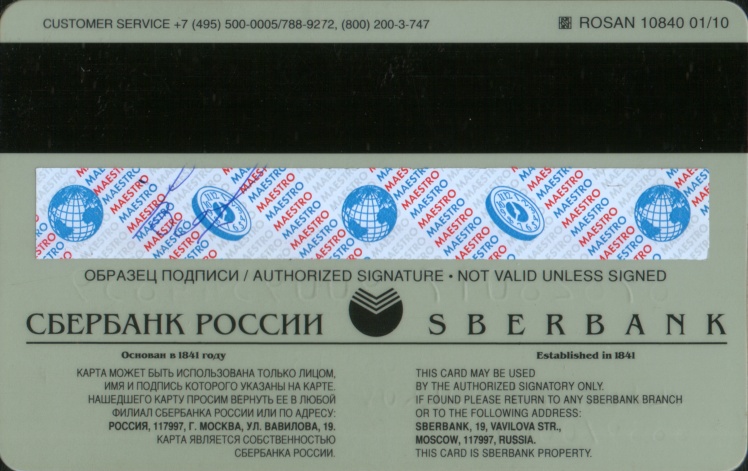 CUSTOMER SERVICE +7 (495) 500-0005/788-9272, (800) 200-3-747
ROSAN 10840 01/10
MAESTRO MAESTRO MAESTRO MAESTRO MAESTRO
ОБРАЗЕЦ ПОДПИСИ / AUTHORIZED SIGNATURE • NOT VALID UNLESS SIGNED
СБЕРБАНК РОССИИ
SBERBANK
Основан в 1841 году
Established in 1841
КАРТА МОЖЕТ БЫТЬ ИСПОЛЬЗОВАНА ТОЛЬКО ЛИЦОМ,
ИМЯ И ПОДПИСЬ КОТОРОГО УКАЗАНЫ НА КАРТЕ.
НАШЕДШЕГО КАРТУ ПРОСИМ ВЕРНУТЬ ЕЕ В ЛЮБОЙ
ФИЛИАЛ СБЕРБАНКА РОССИИ ИЛИ ПО АДРЕСУ:
РОССИЯ, 117997, Г. МОСКВА, УЛ. ВАВИЛОВА, 19.
КАРТА ЯВЛЯЕТСЯ СОБСТВЕННОСТЬЮ
СБЕРБАНКА РОССИИ.
THIS CARD MAY BE USED
BY THE AUTHORIZED SIGNATORY ONLY.
IF FOUND PLEASE RETURN TO ANY SBERBANK BRANCH
OR TO THE FOLLOWING ADDRESS:
SBERBANK, 19, VAVILOVA STR.,
MOSCOW, 117997, RUSSIA.
THIS CARD IS SBERBANK PROPERTY.